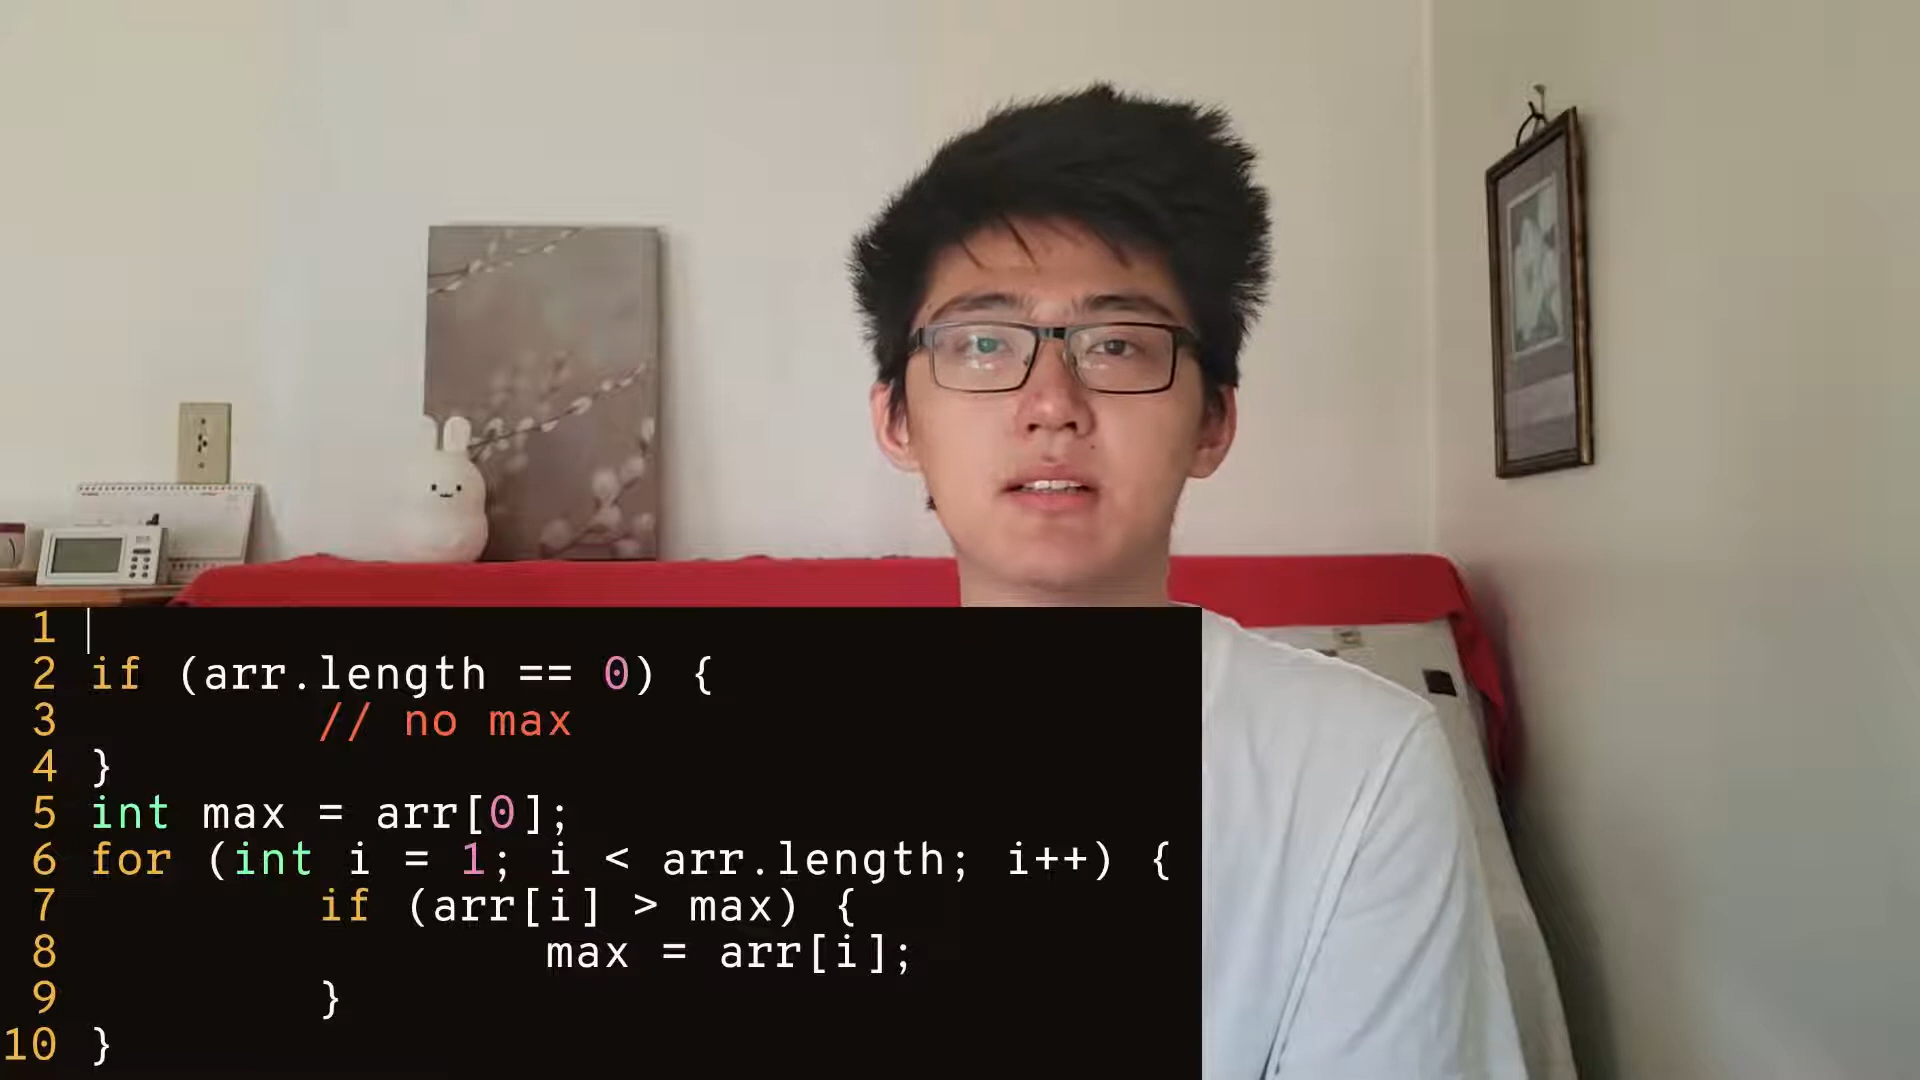 1
2 if (arr.length == 0) {
3 // no max
4 }
5 int max = arr[0];
6 for (int i = 1; i < arr.length; i++) {
7 if (arr[i] > max) {
8 max = arr[i];
9 }
10 }